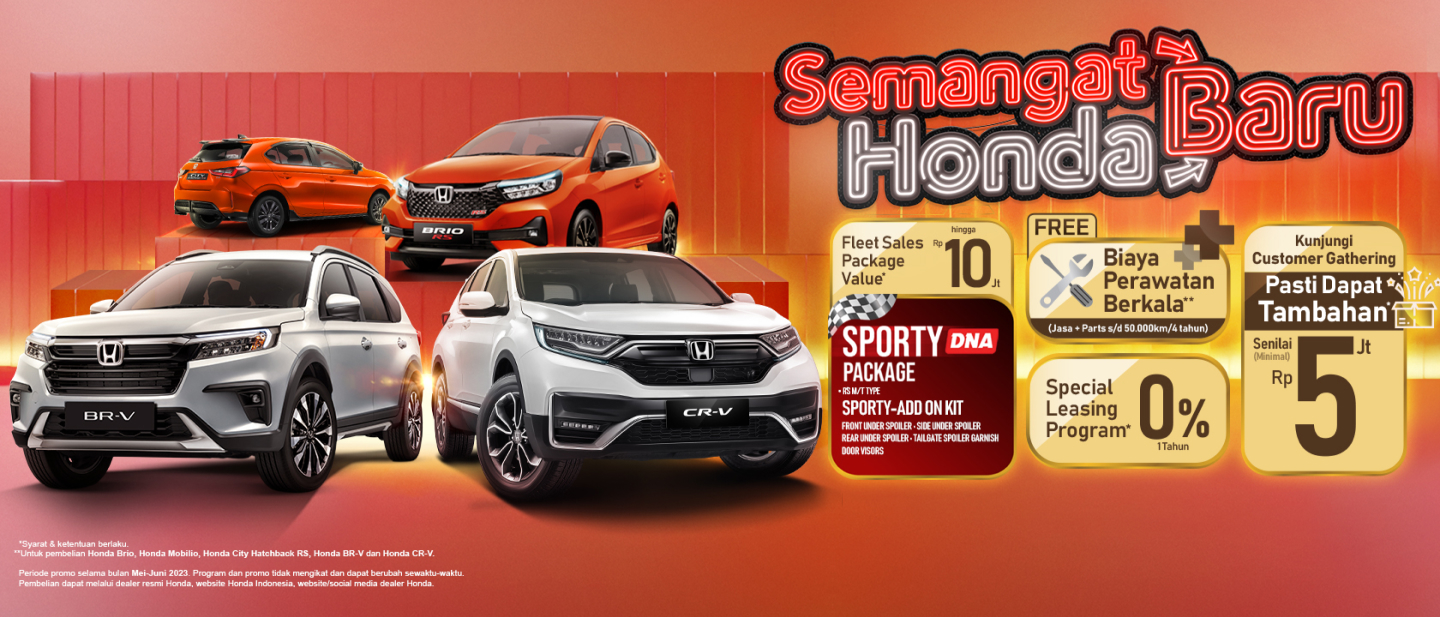 Semangat
Baru
Honda
Fleet Sales
Package
Value*
hingga
Rp 10 Jt
SPORTY DNA
PACKAGE
• RS M/T TYPE
SPORTY-ADD ON KIT
FRONT UNDER SPOILER • SIDE UNDER SPOILER
REAR UNDER SPOILER • TAILGATE SPOILER GARNISH
DOOR VISORS
FREE
Biaya
Perawatan
Berkala**
(Jasa + Parts s/d 50.000km/4 tahun)
Special
Leasing
Program*
0%
1 Tahun
Kunjungi
Customer Gathering
Pasti Dapat
Tambahan*
Senilai
(Minimal)
Rp 5 Jt
CITY
BRIO
RS
BR-V
CR-V
*Syarat & ketentuan berlaku.
**Untuk pembelian Honda Brio, Honda Mobilio, Honda City Hatchback RS, Honda BR-V dan Honda CR-V.
Periode promo selama bulan Mei-Juni 2023. Program dan promo tidak mengikat dan dapat berubah sewaktu-waktu.
Pembelian dapat melalui dealer resmi Honda, website Honda Indonesia, website/social media dealer Honda.